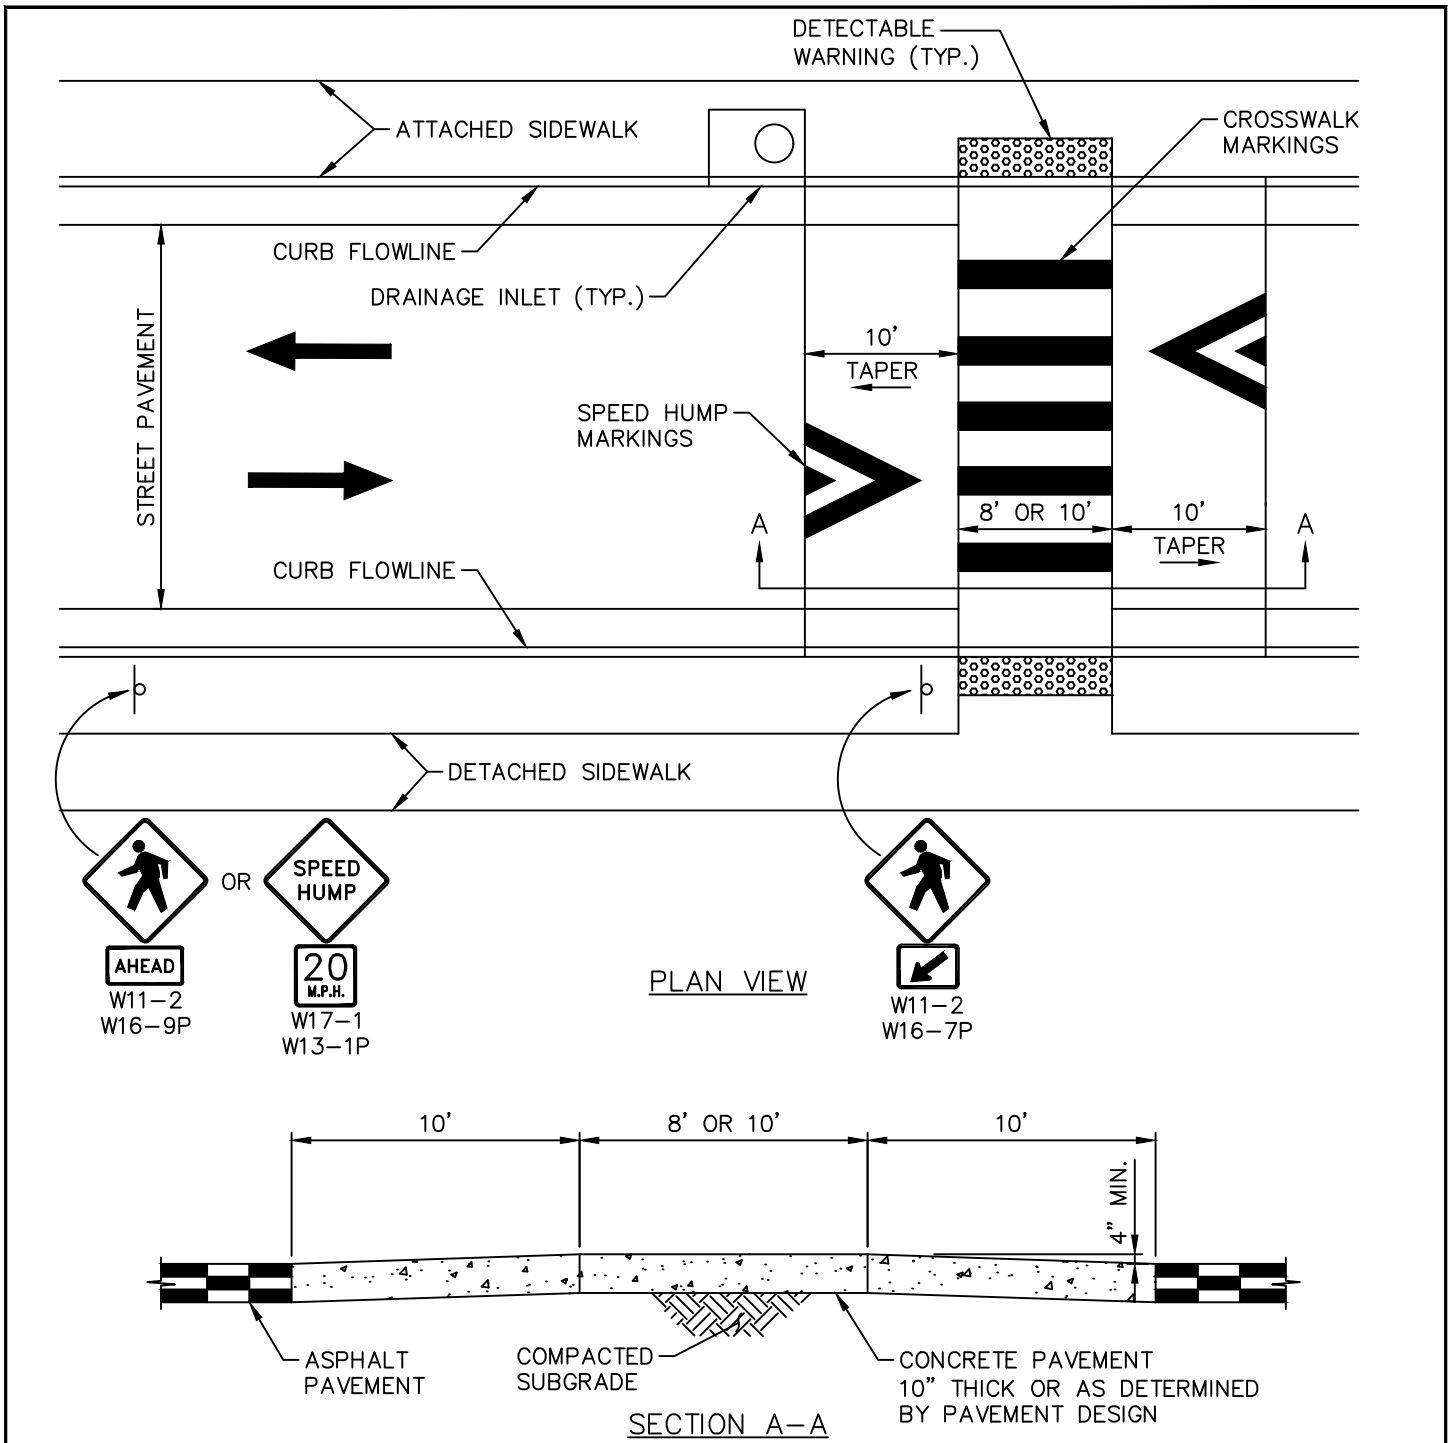 DETECTABLE
WARNING (TYP.)
ATTACHED SIDEWALK
CROSSWALK
MARKINGS
CURB FLOWLINE
DRAINAGE INLET (TYP.)
STREET PAVEMENT
10'
TAPER
SPEED HUMP
MARKINGS
A
8' OR 10'
10'
A
TAPER
CURB FLOWLINE
DETACHED SIDEWALK
OR
SPEED
HUMP
AHEAD
20
M.P.H.
W11-2
W16-9P
W17-1
W13-1P
PLAN VIEW
W11-2
W16-7P
10'
8' OR 10'
10'
4" MIN.
ASPHALT
PAVEMENT
COMPACTED
SUBGRADE
CONCRETE PAVEMENT
10" THICK OR AS DETERMINED
BY PAVEMENT DESIGN
SECTION A-A